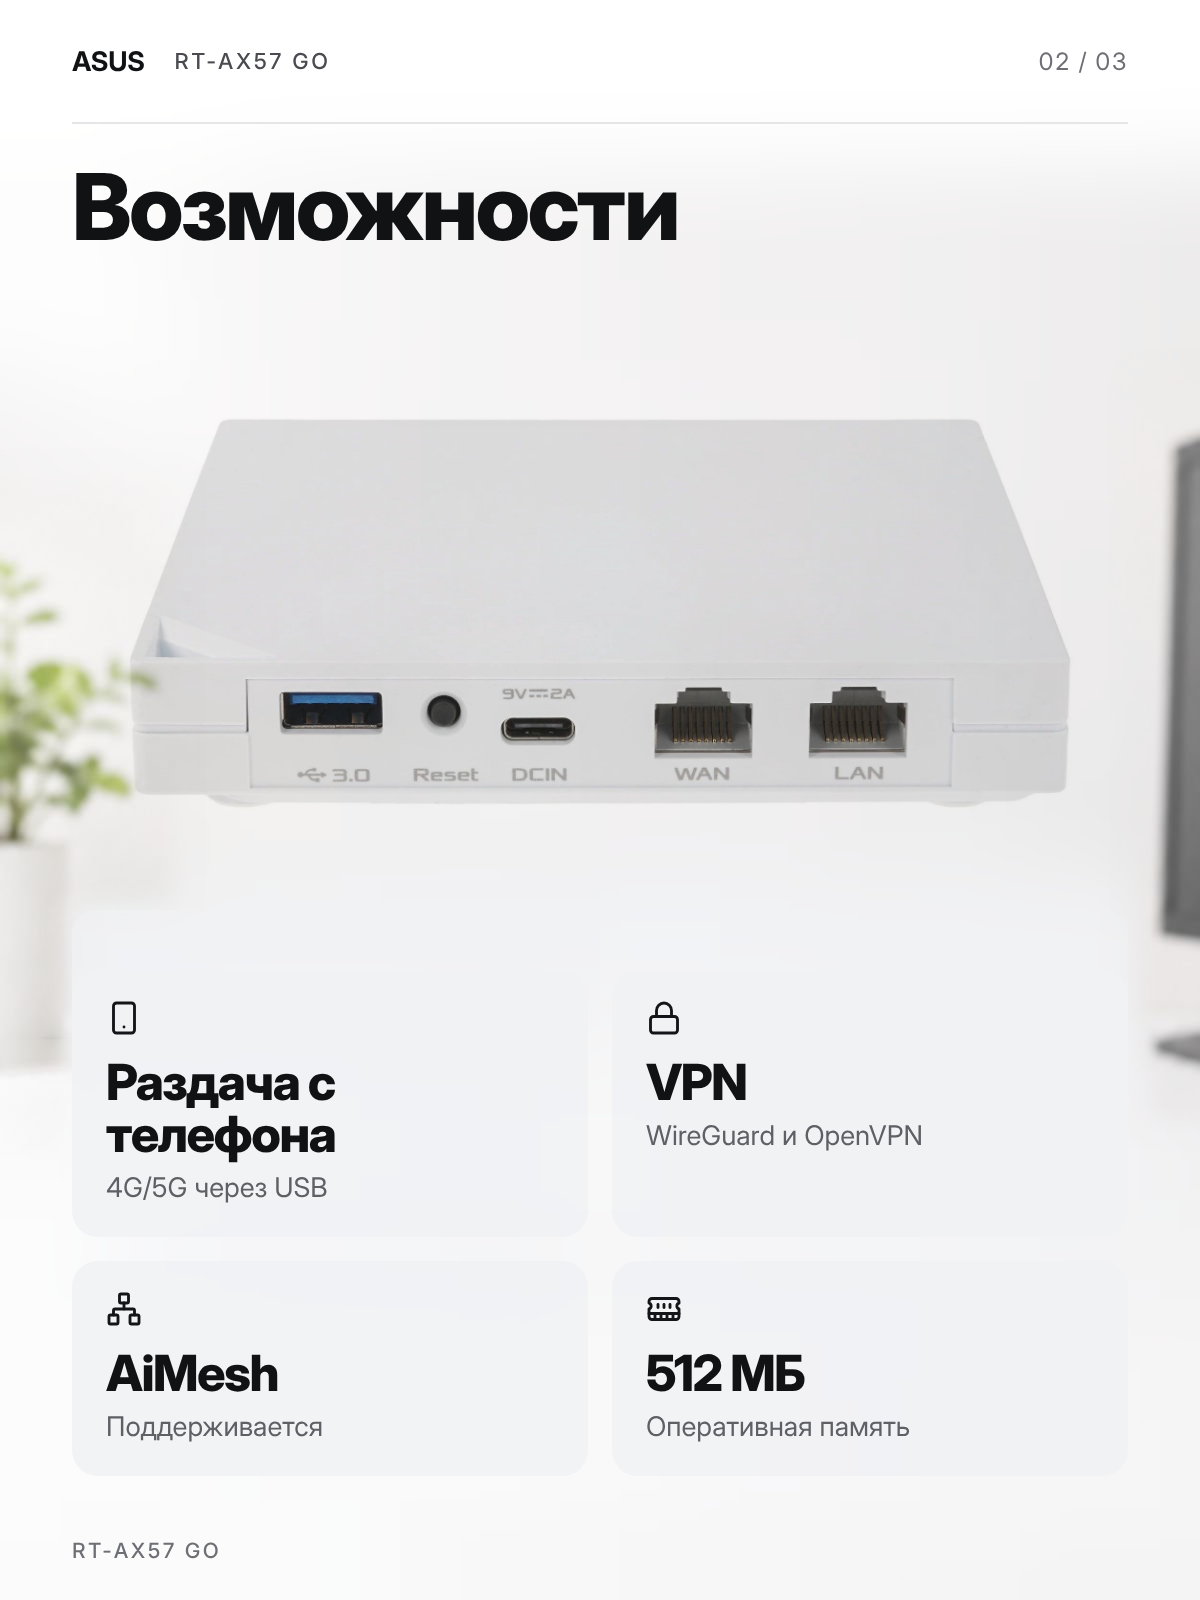 ASUS RT-AX57 GO 02 / 03
Возможности
9V⎓2A
3.0 Reset DCIN WAN LAN
Раздача с
телефона
4G/5G через USB
VPN
WireGuard и OpenVPN
AiMesh
Поддерживается
512 МБ
Оперативная память
RT-AX57 GO